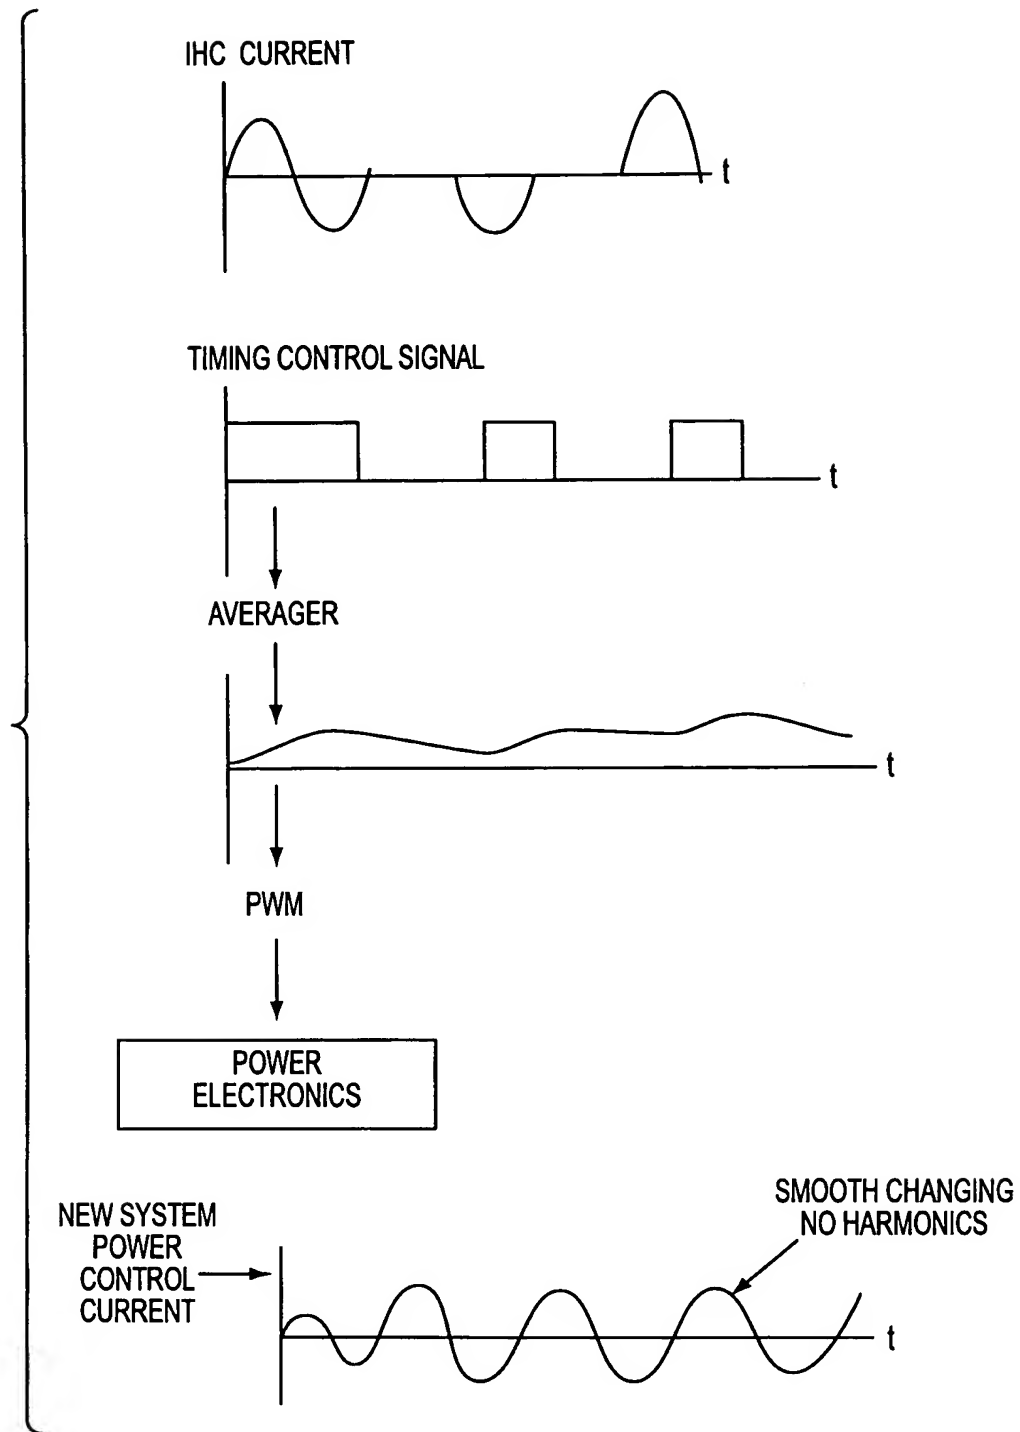 IHC CURRENT
t
TIMING CONTROL SIGNAL
t
AVERAGER
t
PWM
POWER
ELECTRONICS
NEW SYSTEM
POWER
CONTROL
CURRENT
SMOOTH CHANGING
NO HARMONICS
t